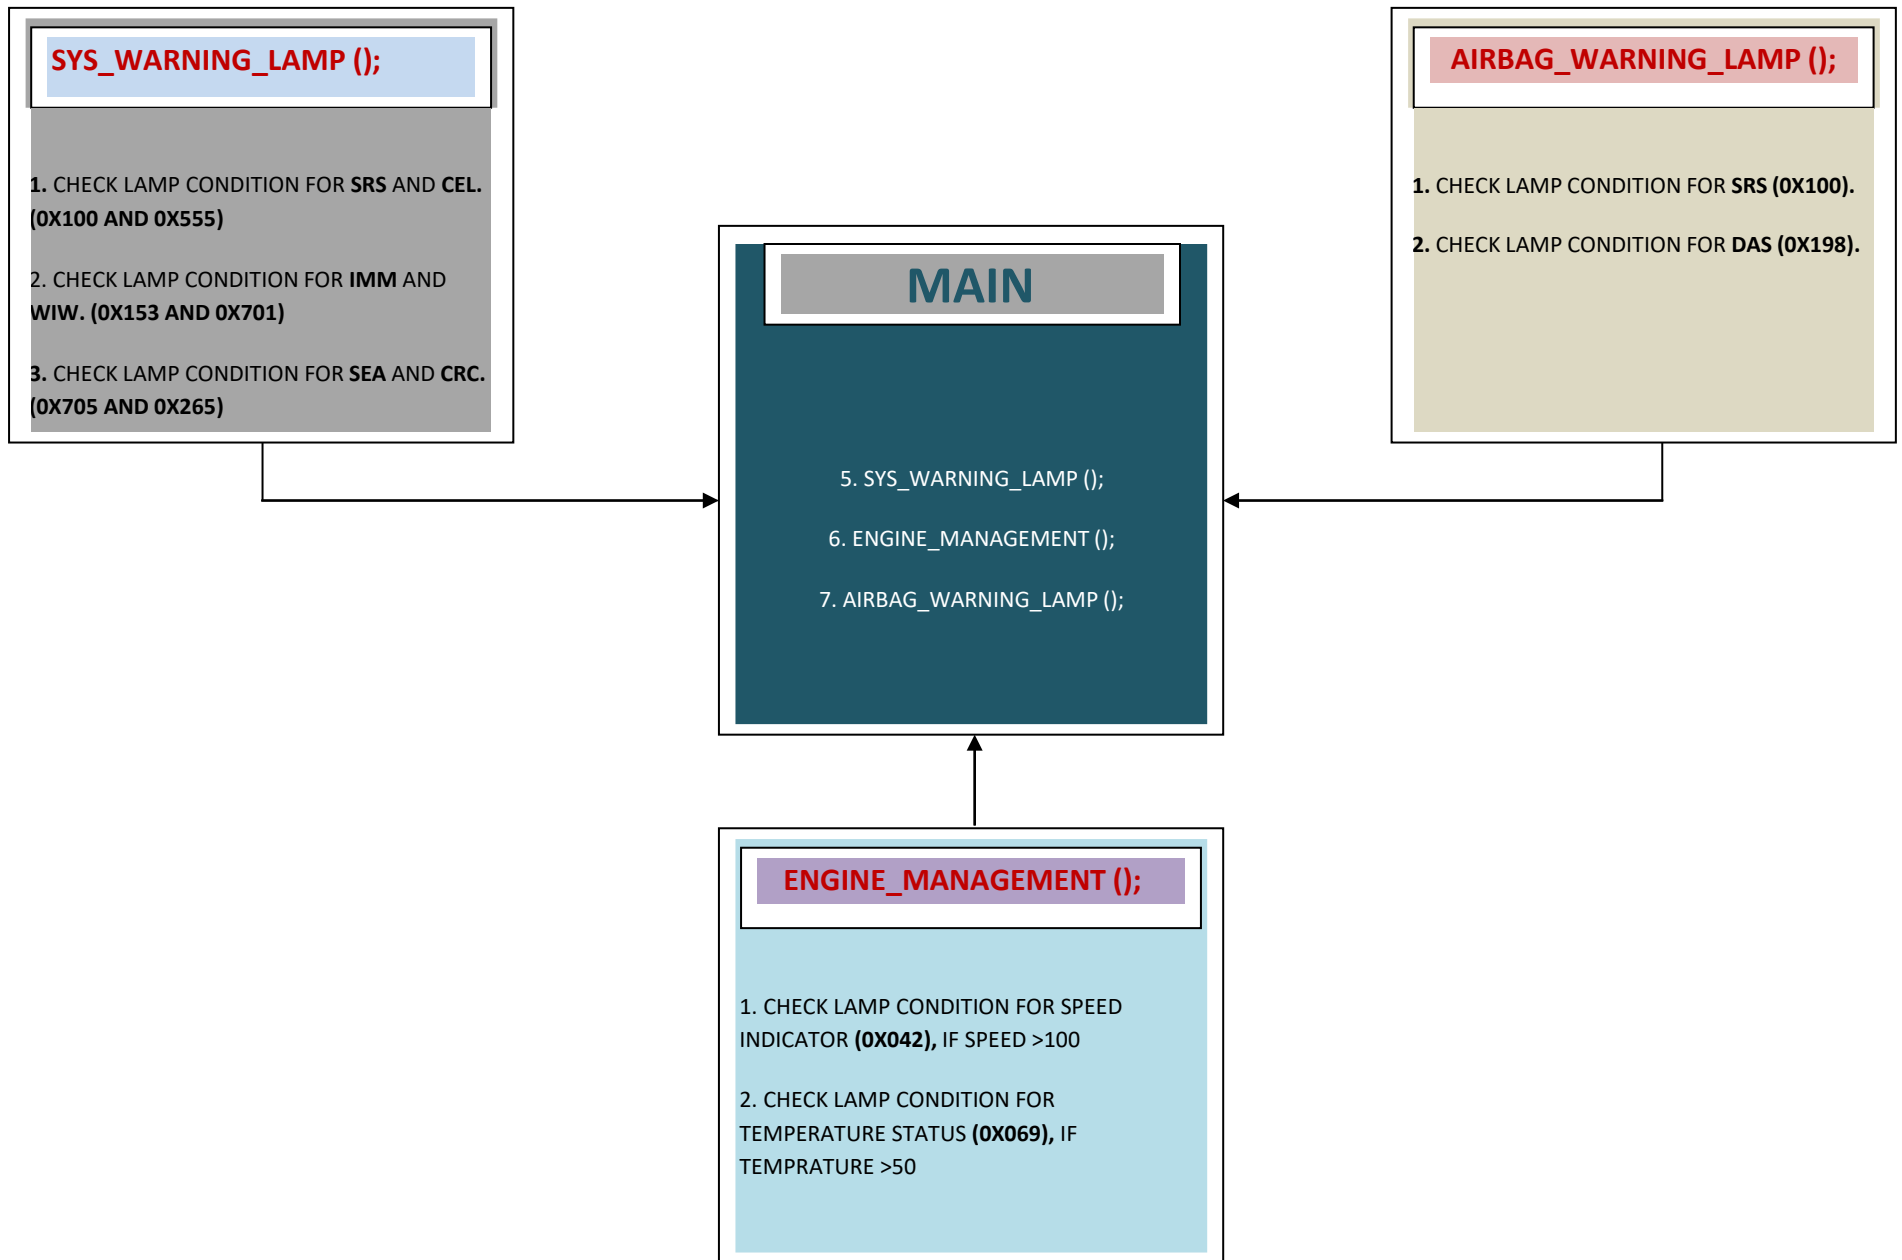 SYS_WARNING_LAMP ();
1. CHECK LAMP CONDITION FOR SRS AND CEL.
(0X100 AND 0X555)
2. CHECK LAMP CONDITION FOR IMM AND
WIW. (0X153 AND 0X701)
3. CHECK LAMP CONDITION FOR SEA AND CRC.
(0X705 AND 0X265)
AIRBAG_WARNING_LAMP ();
1. CHECK LAMP CONDITION FOR SRS (0X100).
2. CHECK LAMP CONDITION FOR DAS (0X198).
MAIN
5. SYS_WARNING_LAMP ();
6. ENGINE_MANAGEMENT ();
7. AIRBAG_WARNING_LAMP ();
ENGINE_MANAGEMENT ();
1. CHECK LAMP CONDITION FOR SPEED
INDICATOR (0X042), IF SPEED >100
2. CHECK LAMP CONDITION FOR
TEMPERATURE STATUS (0X069), IF
TEMPRATURE >50